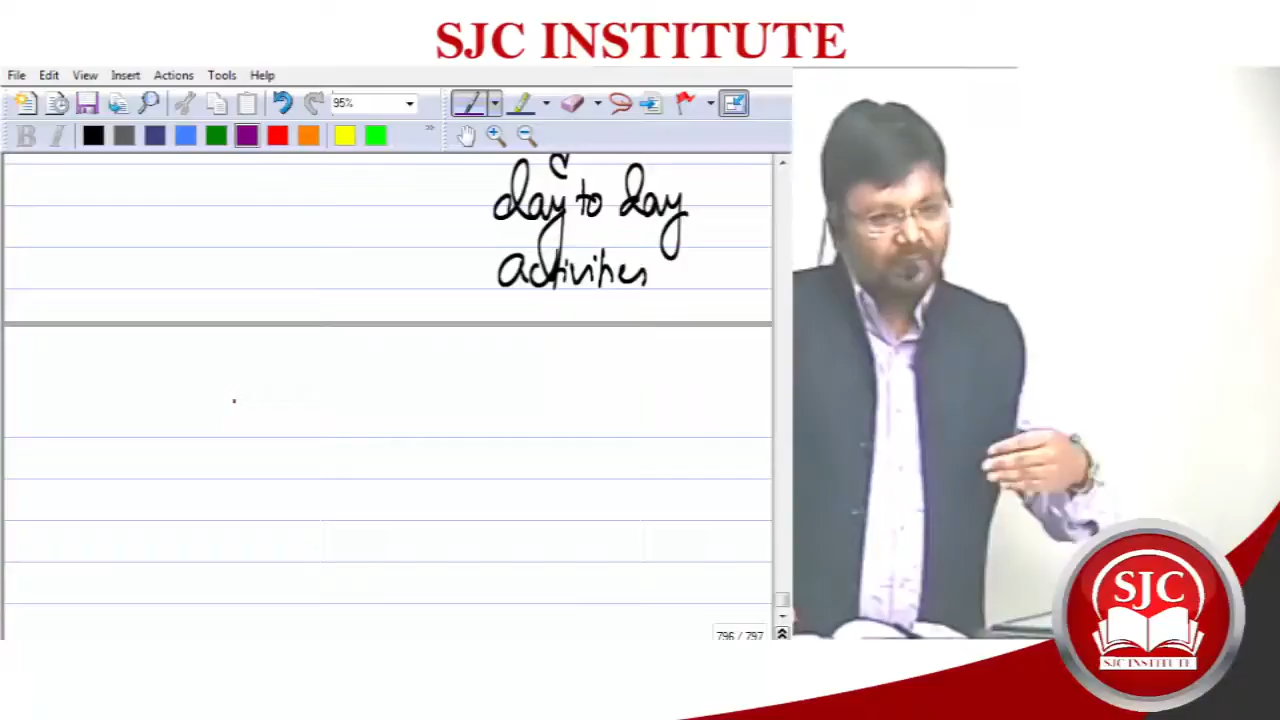 SJC INSTITUTE
File Edit View Insert Actions Tools Help
95%
B I
day to day
activities
796 / 797
SJC
SJC INSTITUTE